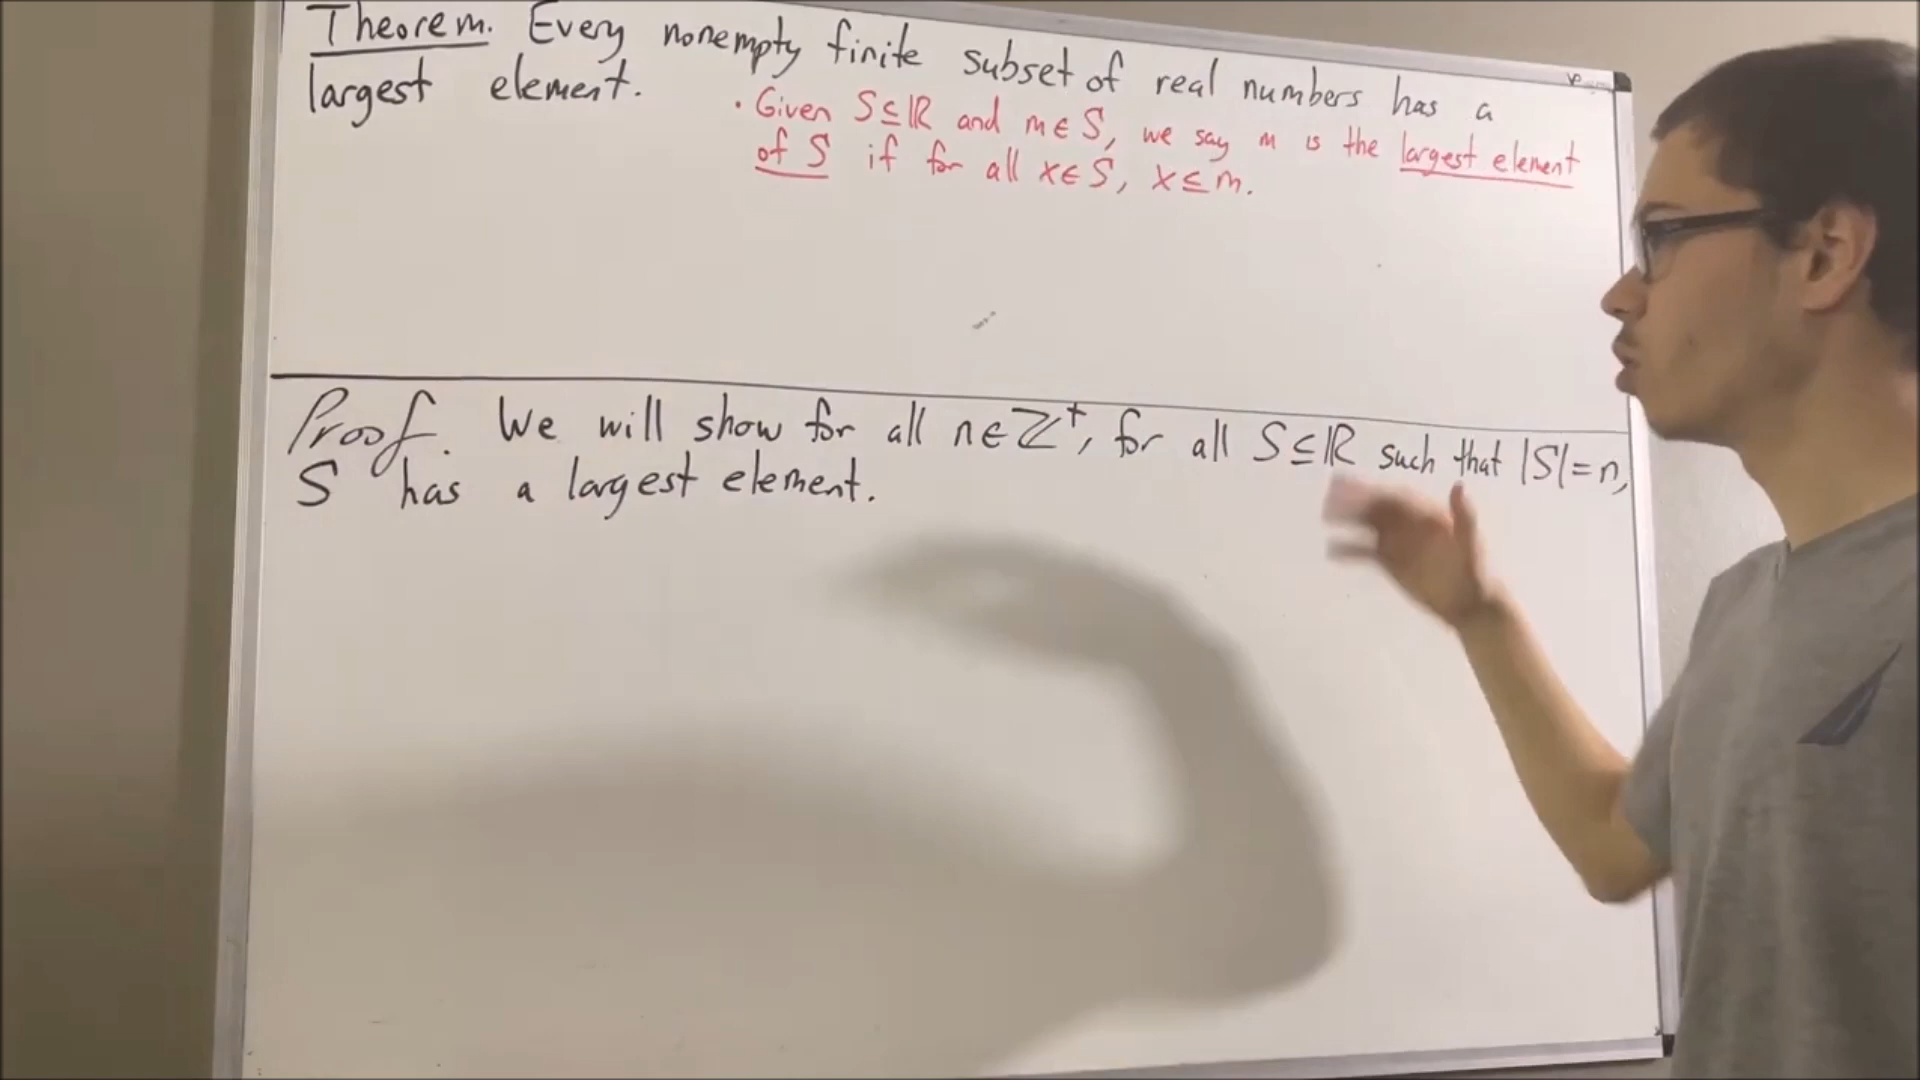 Theorem. Every nonempty finite subset of real numbers has a
largest element.
• Given S⊆ℝ and m∈S, we say m is the largest element
of S if for all x∈S, x≤m.
Proof. We will show for all n∈ℤ⁺, for all S⊆ℝ such that |S|=n,
S has a largest element.